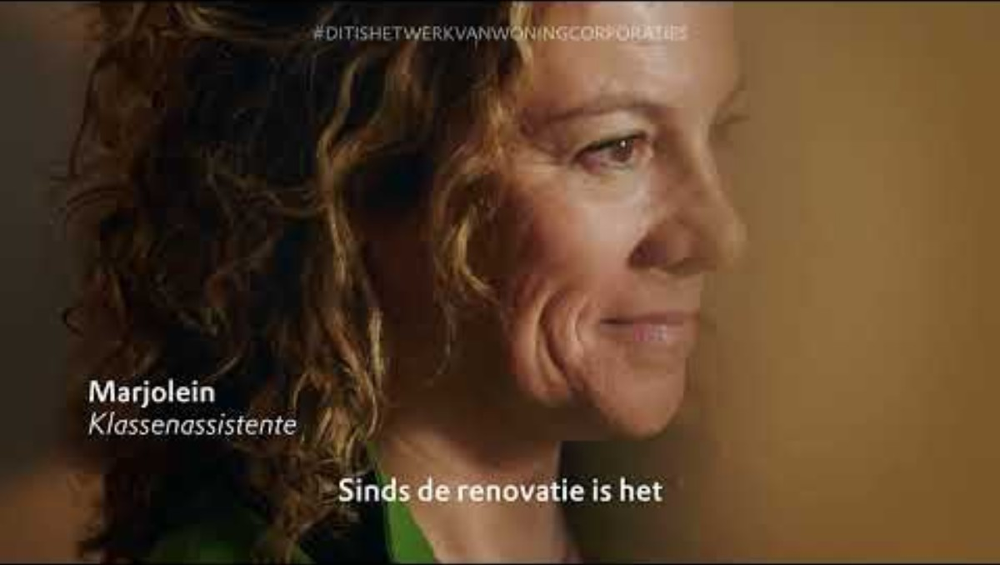 #DITISHETWERKVANWONINGCORPORATIES
Marjolein
Klassenassistente
Sinds de renovatie is het